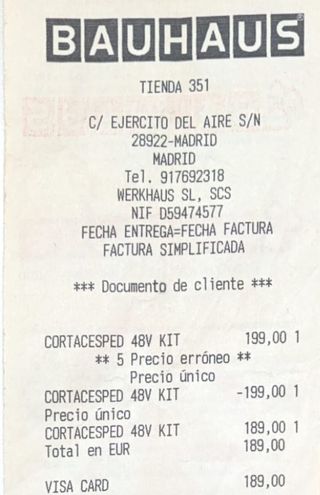 BAUHAUS®
TIENDA 351
C/ EJERCITO DEL AIRE S/N
28922-MADRID
MADRID
Tel. 917692318
WERKHAUS SL, SCS
NIF D59474577
FECHA ENTREGA=FECHA FACTURA
FACTURA SIMPLIFICADA
*** Documento de cliente ***
CORTACESPED 48V KIT 199,00 1
** 5 Precio erróneo **
Precio único
CORTACESPED 48V KIT -199,00 1
Precio único
CORTACESPED 48V KIT 189,00 1
Total en EUR 189,00
VISA CARD 189,00